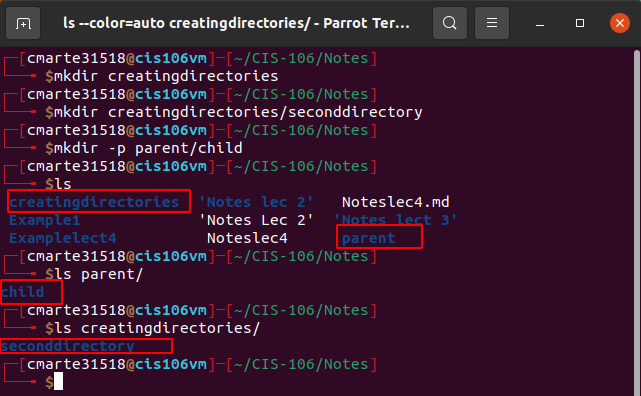 ls --color=auto creatingdirectories/ - Parrot Ter...
┌─[cmarte31518@cis106vm]─[~/CIS-106/Notes]
└──╼ $mkdir creatingdirectories
┌─[cmarte31518@cis106vm]─[~/CIS-106/Notes]
└──╼ $mkdir creatingdirectories/seconddirectory
┌─[cmarte31518@cis106vm]─[~/CIS-106/Notes]
└──╼ $mkdir -p parent/child
┌─[cmarte31518@cis106vm]─[~/CIS-106/Notes]
└──╼ $ls
creatingdirectories 'Notes lec 2' Noteslec4.md
Example1 'Notes Lec 2' 'Notes lect 3'
Examplelect4 Noteslec4 parent
┌─[cmarte31518@cis106vm]─[~/CIS-106/Notes]
└──╼ $ls parent/
child
┌─[cmarte31518@cis106vm]─[~/CIS-106/Notes]
└──╼ $ls creatingdirectories/
seconddirectory
┌─[cmarte31518@cis106vm]─[~/CIS-106/Notes]
└──╼ $